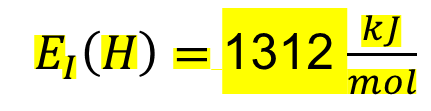 E_I(H) = 1312 kJ/mol